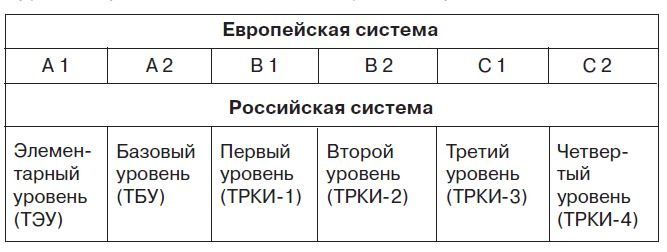 Европейская система
А 1 А 2 В 1 В 2 С 1 С 2
Российская система
Элемен-
тарный
уровень
(ТЭУ)
Базовый
уровень
(ТБУ)
Первый
уровень
(ТРКИ-1)
Второй
уровень
(ТРКИ-2)
Третий
уровень
(ТРКИ-3)
Четвер-
тый
уровень
(ТРКИ-4)